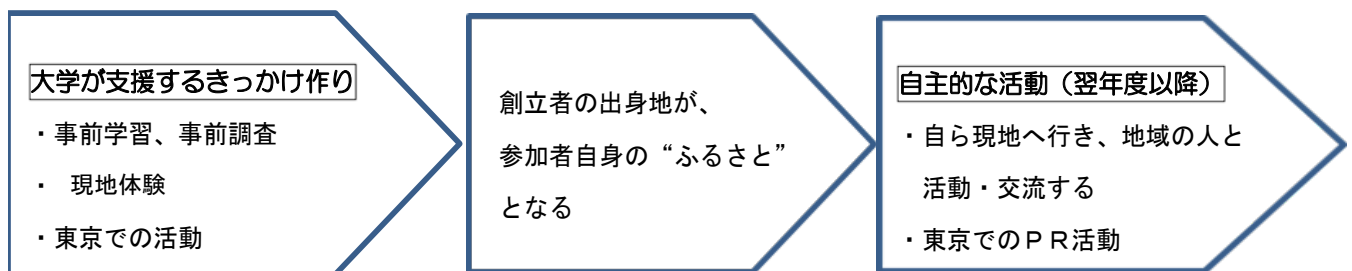 大学が支援するきっかけ作り
・事前学習、事前調査
・ 現地体験
・東京での活動
創立者の出身地が、
参加者自身の“ふるさと”
となる
自主的な活動（翌年度以降）
・自ら現地へ行き、地域の人と
活動・交流する
・東京でのＰＲ活動